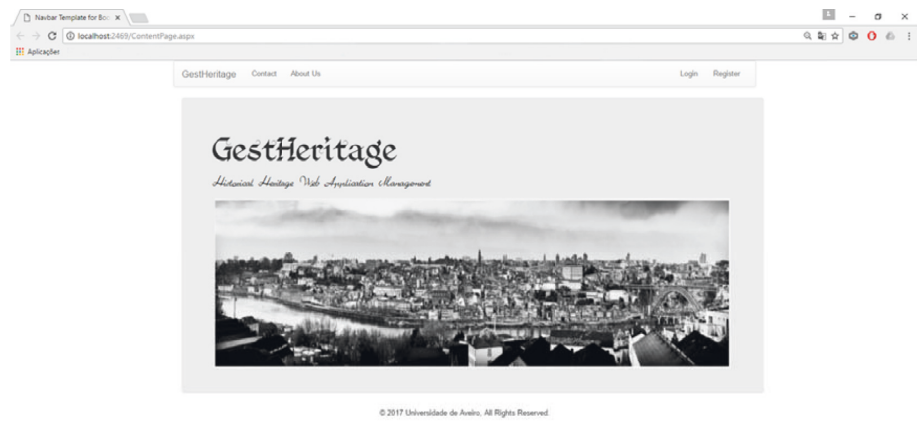 Navbar Template for Boo
localhost:2469/ContentPage.aspx
Aplicações
GestHeritage Contact About Us Login Register
GestHeritage
Historical Heritage Web Application Management
© 2017 Universidade de Aveiro, All Rights Reserved.